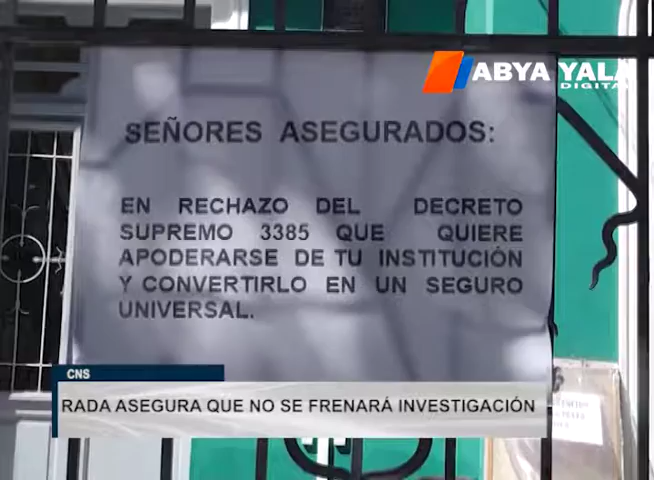 ABYA YALA
DIGITAL
SEÑORES ASEGURADOS:
EN RECHAZO DEL DECRETO
SUPREMO 3385 QUE QUIERE
APODERARSE DE TU INSTITUCIÓN
Y CONVERTIRLO EN UN SEGURO
UNIVERSAL.
CNS
RADA ASEGURA QUE NO SE FRENARÁ INVESTIGACIÓN